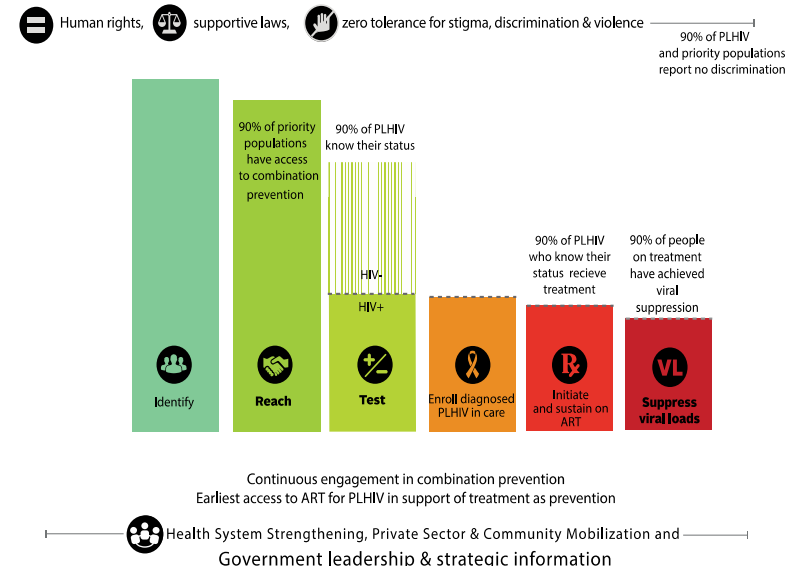 Human rights, supportive laws, zero tolerance for stigma, discrimination & violence
90% of PLHIV
and priority populations
report no discrimination
90% of priority
populations
have access
to combination
prevention
90% of PLHIV
know their status
HIV-
HIV+
90% of PLHIV
who know their
status recieve
treatment
90% of people
on treatment
have achieved
viral
suppression
Identify
Reach
+/-
Test
Enroll diagnosed
PLHIV in care
Rx
Initiate
and sustain on
ART
VL
Suppress
viral loads
Continuous engagement in combination prevention
Earliest access to ART for PLHIV in support of treatment as prevention
Health System Strengthening, Private Sector & Community Mobilization and
Government leadership & strategic information